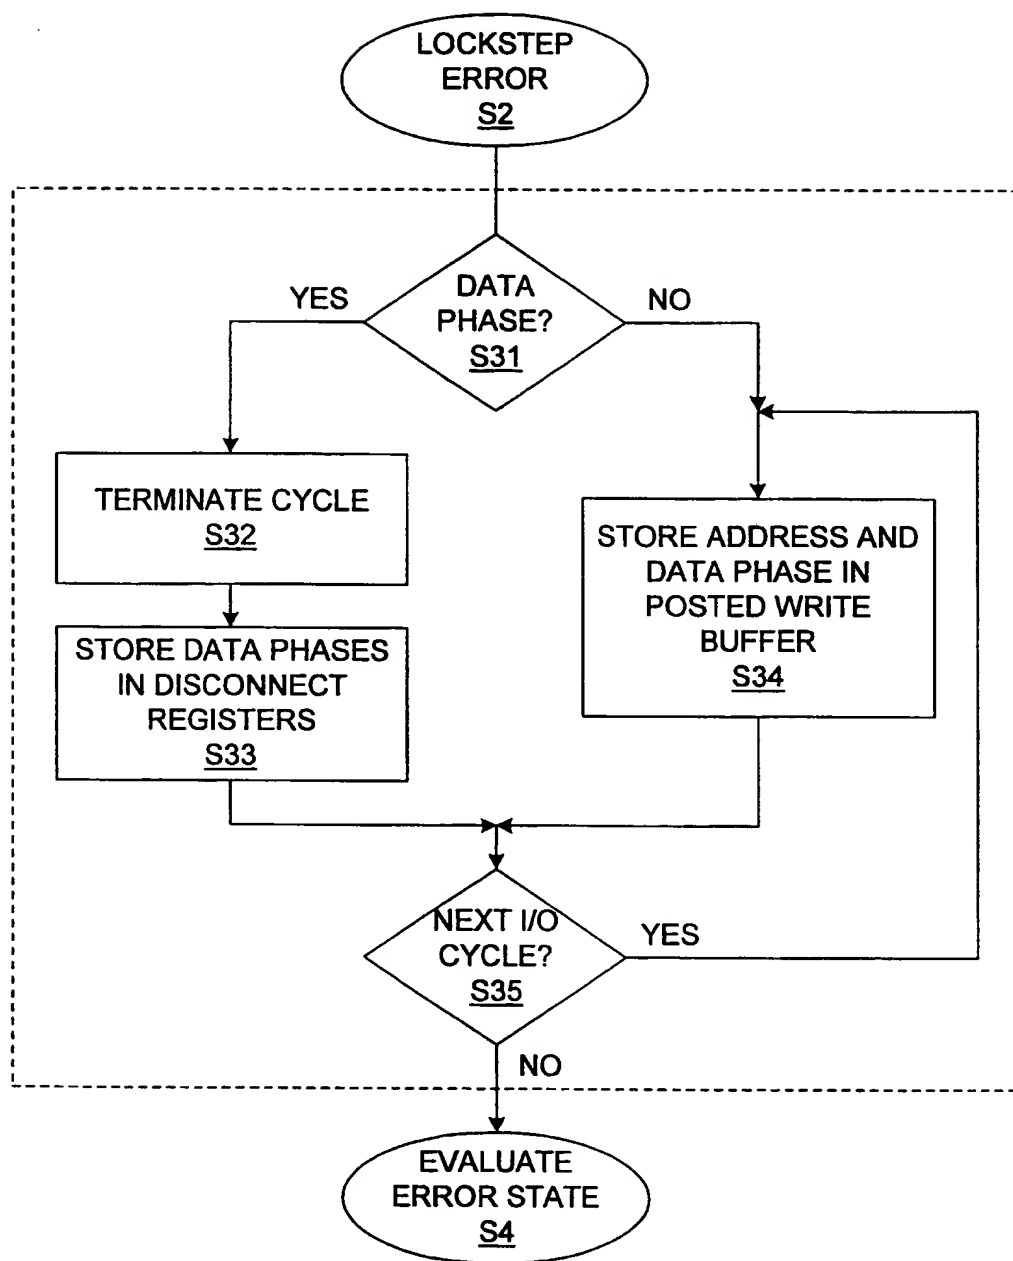 LOCKSTEP
ERROR
S2
DATA
PHASE?
S31
YES
NO
TERMINATE CYCLE
S32
STORE DATA PHASES
IN DISCONNECT
REGISTERS
S33
STORE ADDRESS AND
DATA PHASE IN
POSTED WRITE
BUFFER
S34
NEXT I/O
CYCLE?
S35
YES
NO
EVALUATE
ERROR STATE
S4